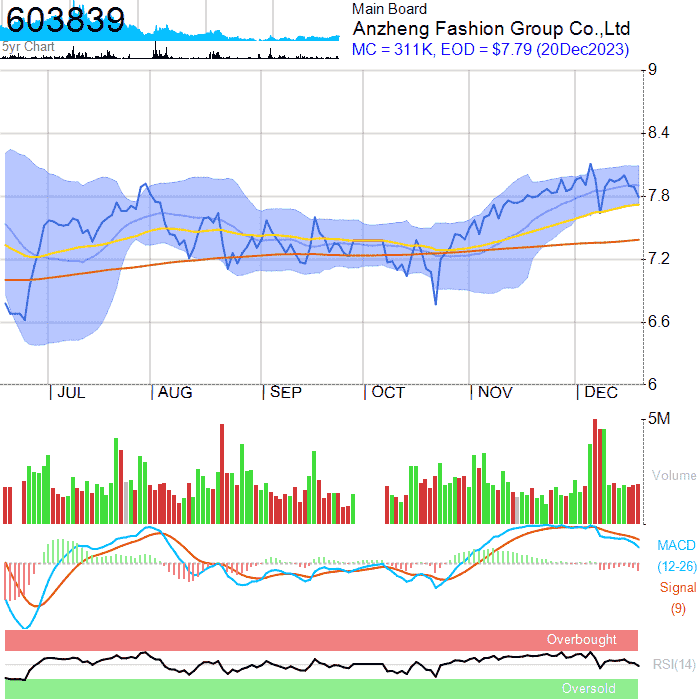 603839
5yr Chart
Main Board
Anzheng Fashion Group Co.,Ltd
MC = 311K, EOD = $7.79 (20Dec2023)
9
8.4
7.8
7.2
6.6
6
JUL AUG SEP OCT NOV DEC
5M
Volume
MACD
(12-26)
Signal
(9)
Overbought
RSI(14)
Oversold